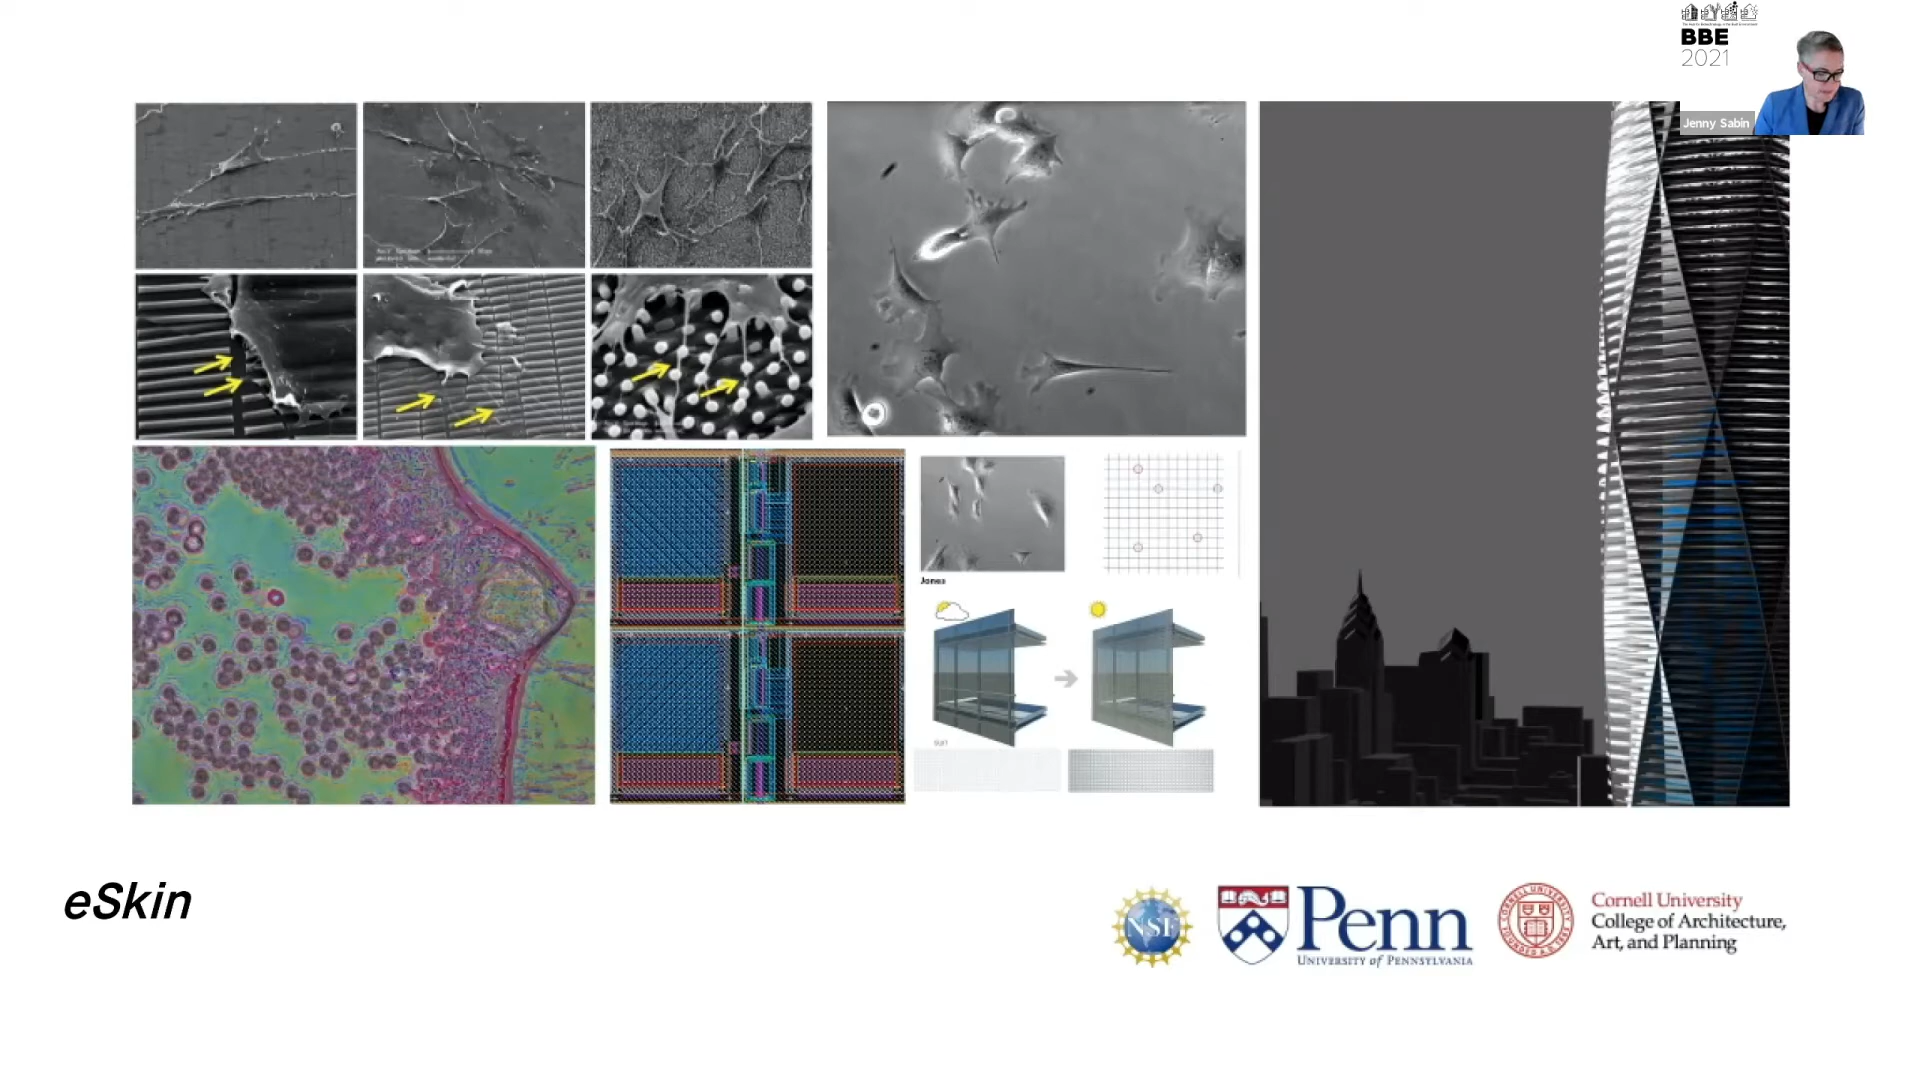 BBE
2021
Jenny Sabin
Jones
eSkin
NSF
Penn
UNIVERSITY of PENNSYLVANIA
Cornell University
College of Architecture,
Art, and Planning